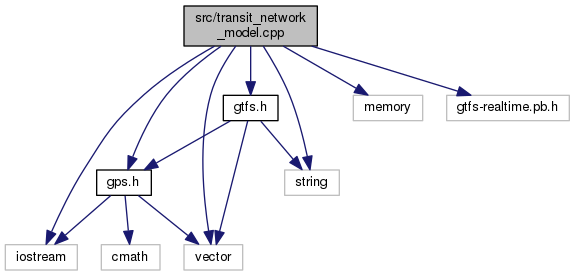 src/transit_network
_model.cpp
gtfs.h
memory
gtfs-realtime.pb.h
gps.h
string
iostream
cmath
vector